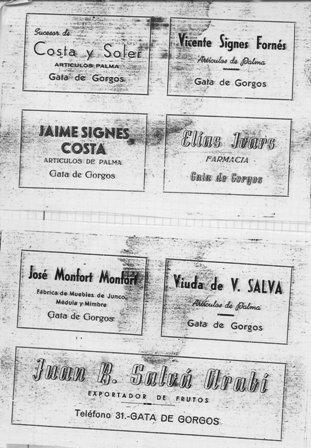 Sucesor de
Costa y Soler
ARTICULOS PALMA
Gata de Gorgos
Vicente Signes Fornés
Artículos de Palma
Gata de Gorgos
JAIME SIGNES
COSTA
ARTICULOS DE PALMA
Gata de Gorgos
Elías Ivars
FARMACIA
Gata de Gorgos
José Monfort Monfort
Fábrica de Muebles de Junco,
Médula y Mimbre
Gata de Gorgos
Viuda de V. SALVA
Artículos de Palma
Gata de Gorgos
Juan B. Salvá Arabí
EXPORTADOR DE FRUTOS
Teléfono 31.-GATA DE GORGOS